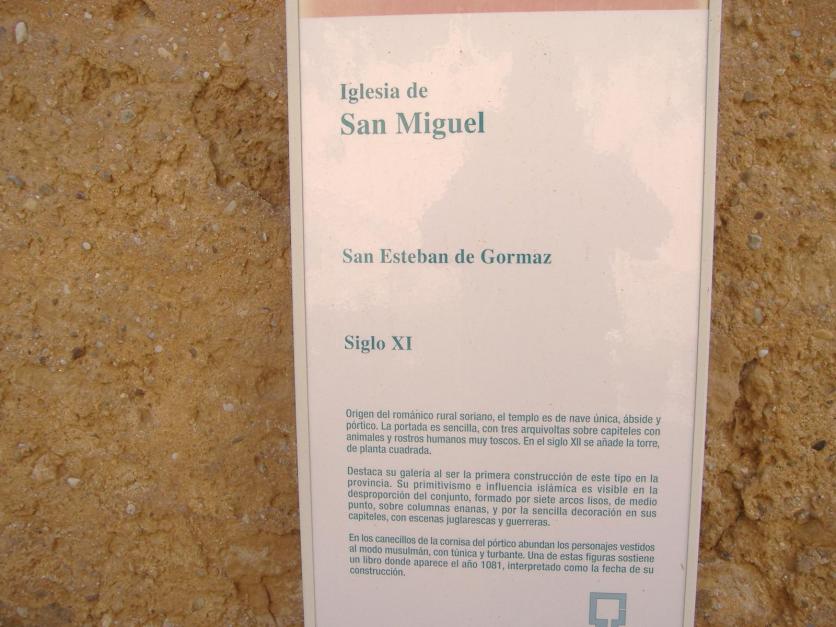 Iglesia de
San Miguel
San Esteban de Gormaz
Siglo XI
Origen del románico rural soriano, el templo es de nave única, ábside y
pórtico. La portada es sencilla, con tres arquivoltas sobre capiteles con
animales y rostros humanos muy toscos. En el siglo XII se añade la torre,
de planta cuadrada.
Destaca su galería al ser la primera construcción de este tipo en la
provincia. Su primitivismo e influencia islámica es visible en la
desproporción del conjunto, formado por siete arcos lisos, de medio
punto, sobre columnas enanas, y por la sencilla decoración en sus
capiteles, con escenas juglarescas y guerreras.
En los canecillos de la cornisa del pórtico abundan los personajes vestidos
al modo musulmán, con túnica y turbante. Una de estas figuras sostiene
un libro donde aparece el año 1081, interpretado como la fecha de su
construcción.